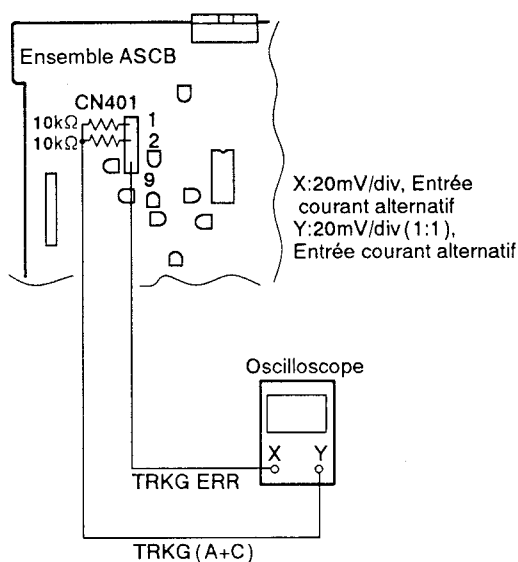 Ensemble ASCB
CN401
10kΩ
1
10kΩ
2
9
X:20mV/div, Entrée
courant alternatif
Y:20mV/div(1:1),
Entrée courant alternatif
Oscilloscope
X Y
TRKG ERR
TRKG (A+C)